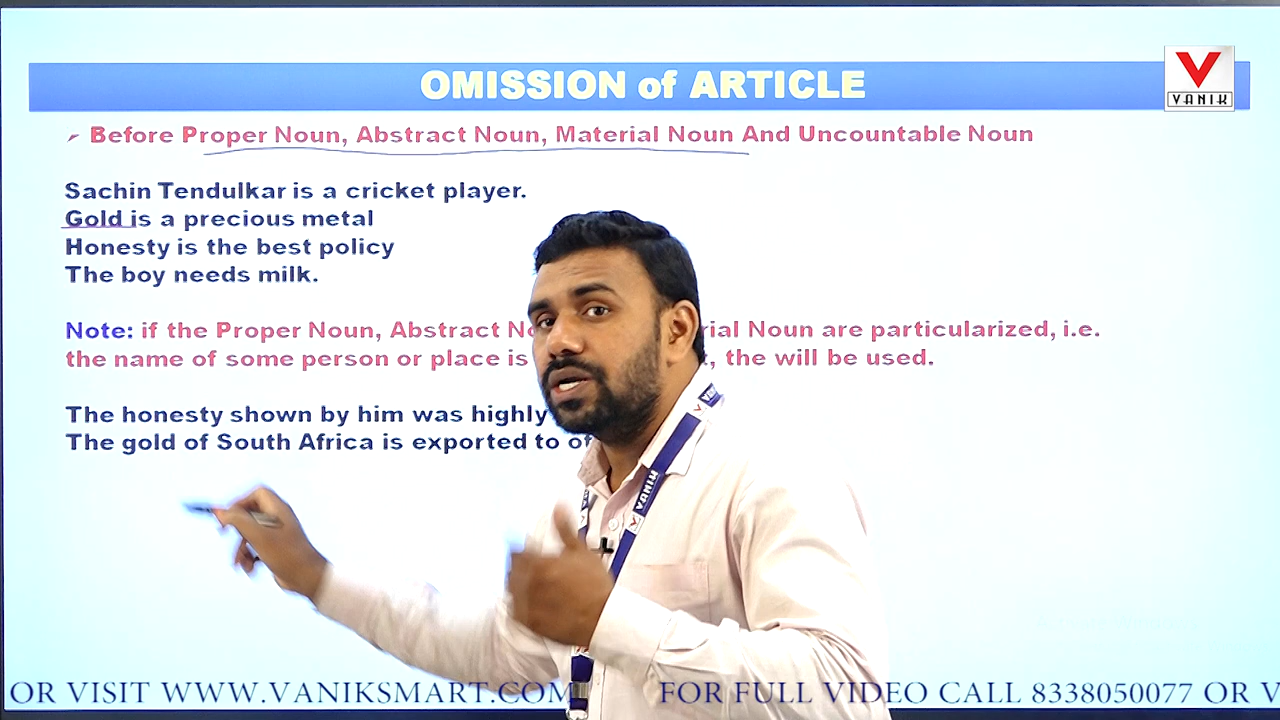 OMISSION of ARTICLE
VANIK
➢ Before Proper Noun, Abstract Noun, Material Noun And Uncountable Noun
Sachin Tendulkar is a cricket player.
Gold is a precious metal
Honesty is the best policy
The boy needs milk.
Note: if the Proper Noun, Abstract Noun are particularized, i.e.
the name of some person or place is the will be used.
The honesty shown by him was highly
The gold of South Africa is exported to
VANIK
OR VISIT WWW.VANIKSMART.COM FOR FULL VIDEO CALL 8338050077 OR V